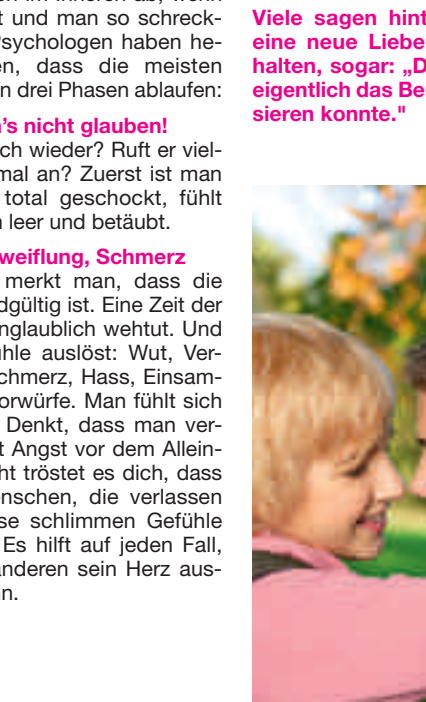 t und man so schreck-
Psychologen haben he-
en, dass die meisten
n drei Phasen ablaufen:
's nicht glauben!
ch wieder? Ruft er viel-
mal an? Zuerst ist man
total geschockt, fühlt
leer und betäubt.
weiflung, Schmerz
merkt man, dass die
dgültig ist. Eine Zeit der
nglaublich wehtut. Und
ühle auslöst: Wut, Ver-
chmerz, Hass, Einsam-
orwürfe. Man fühlt sich
Denkt, dass man ver-
t Angst vor dem Allein-
ht tröstet es dich, dass
enschen, die verlassen
se schlimmen Gefühle
Es hilft auf jeden Fall,
anderen sein Herz aus-
n.
Viele sagen hint
eine neue Liebe
halten, sogar: „D
eigentlich das Bes
sieren konnte."